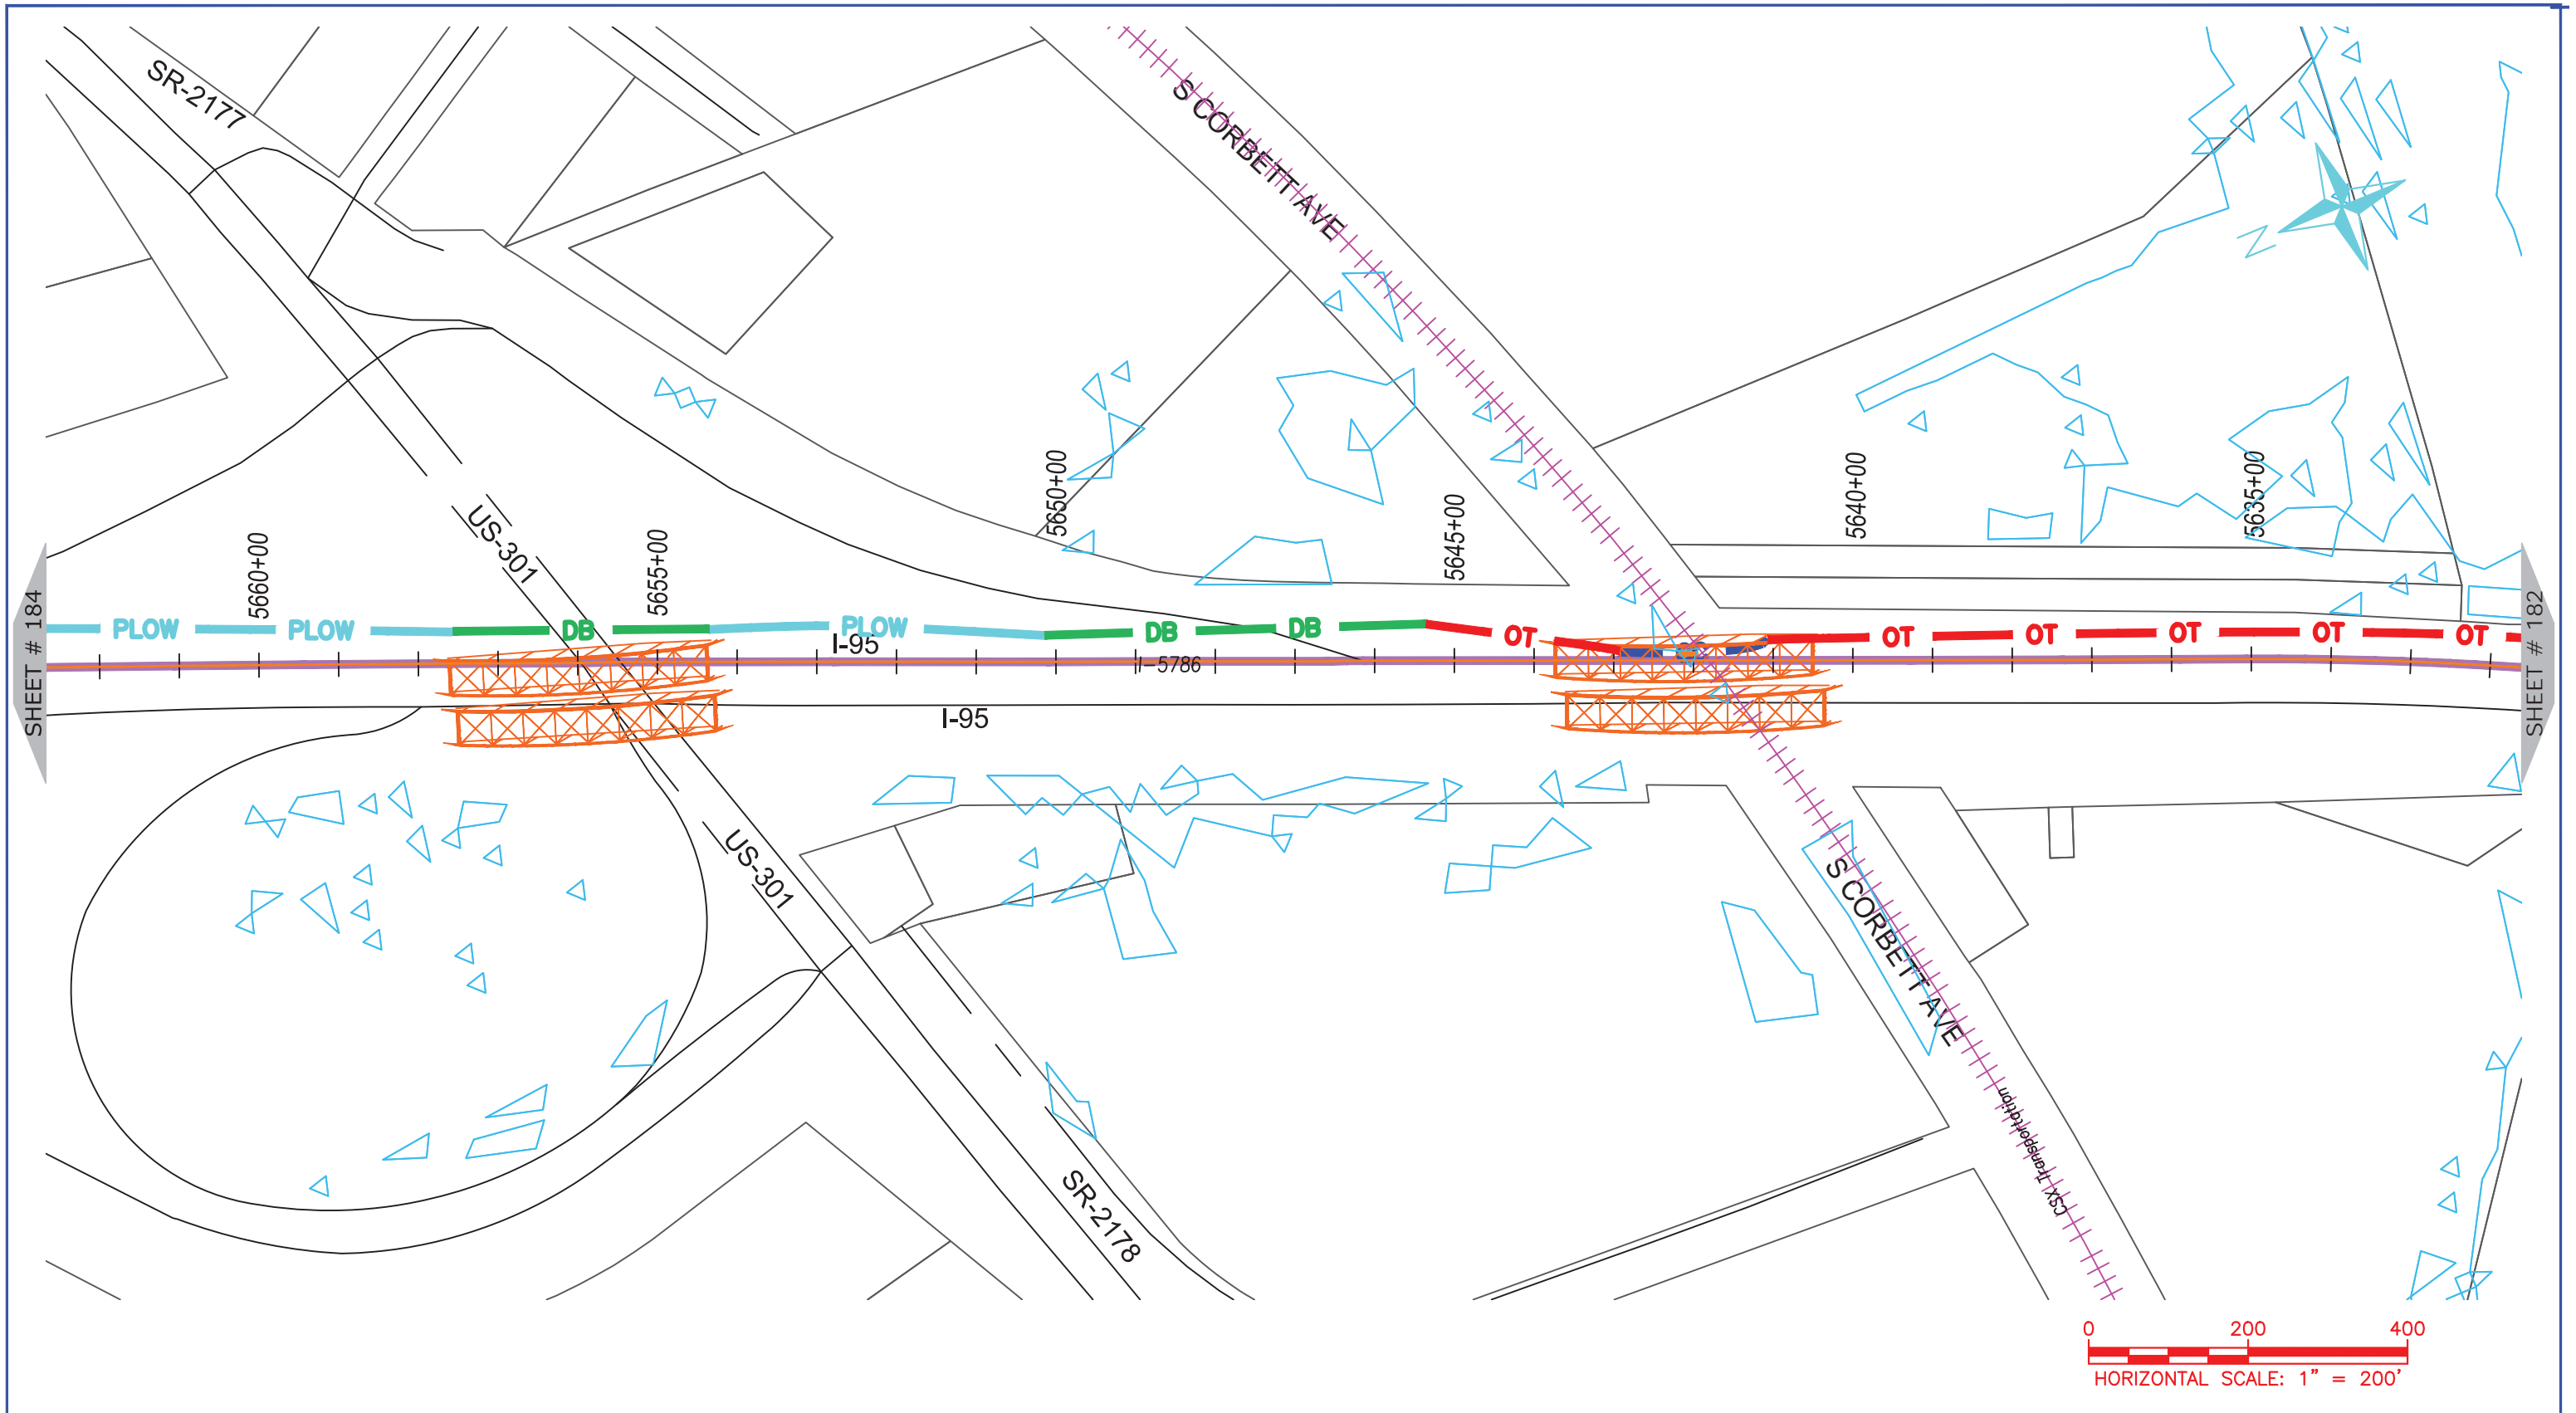 SR-2177
S CORBETT AVE
Z
US-301
5660+00
5655+00
5650+00
5645+00
5640+00
5635+00
SHEET # 184
PLOW
PLOW
DB
PLOW
DB
DB
OT
OT
OT
OT
OT
OT
SHEET # 182
I-95
I-5786
I-95
US-301
S CORBETT AVE
CSX Transportation
SR-2178
0 200 400
HORIZONTAL SCALE: 1" = 200'